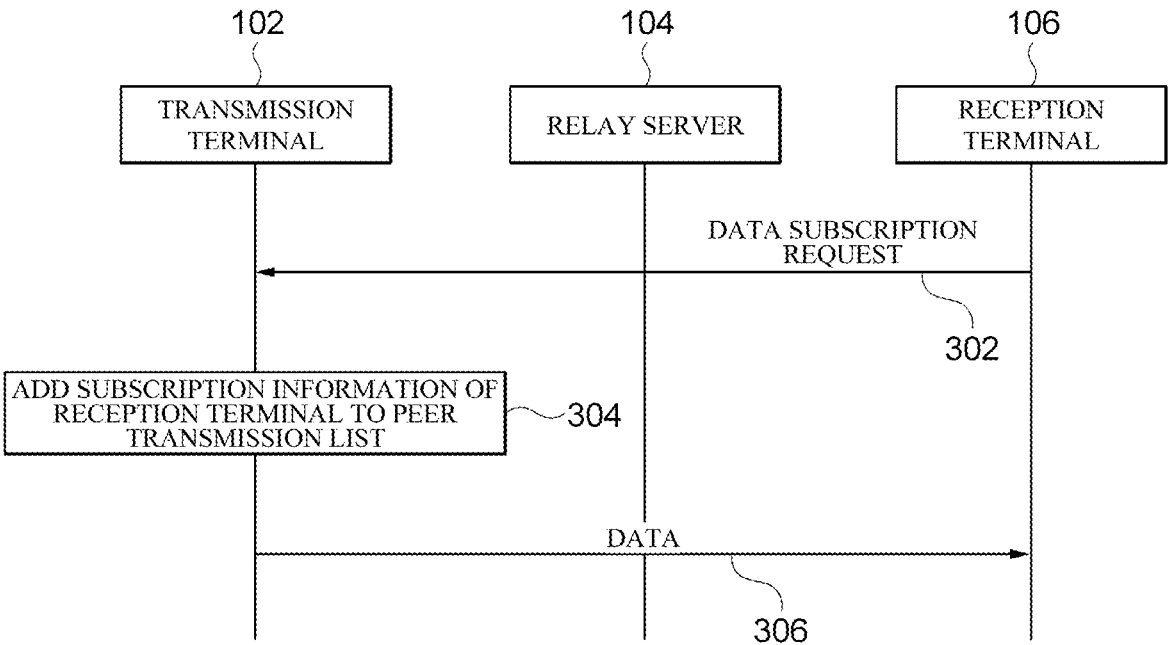 102
104
106
TRANSMISSION
TERMINAL
RELAY SERVER
RECEPTION
TERMINAL
DATA SUBSCRIPTION
REQUEST
302
ADD SUBSCRIPTION INFORMATION OF
RECEPTION TERMINAL TO PEER
TRANSMISSION LIST
304
DATA
306